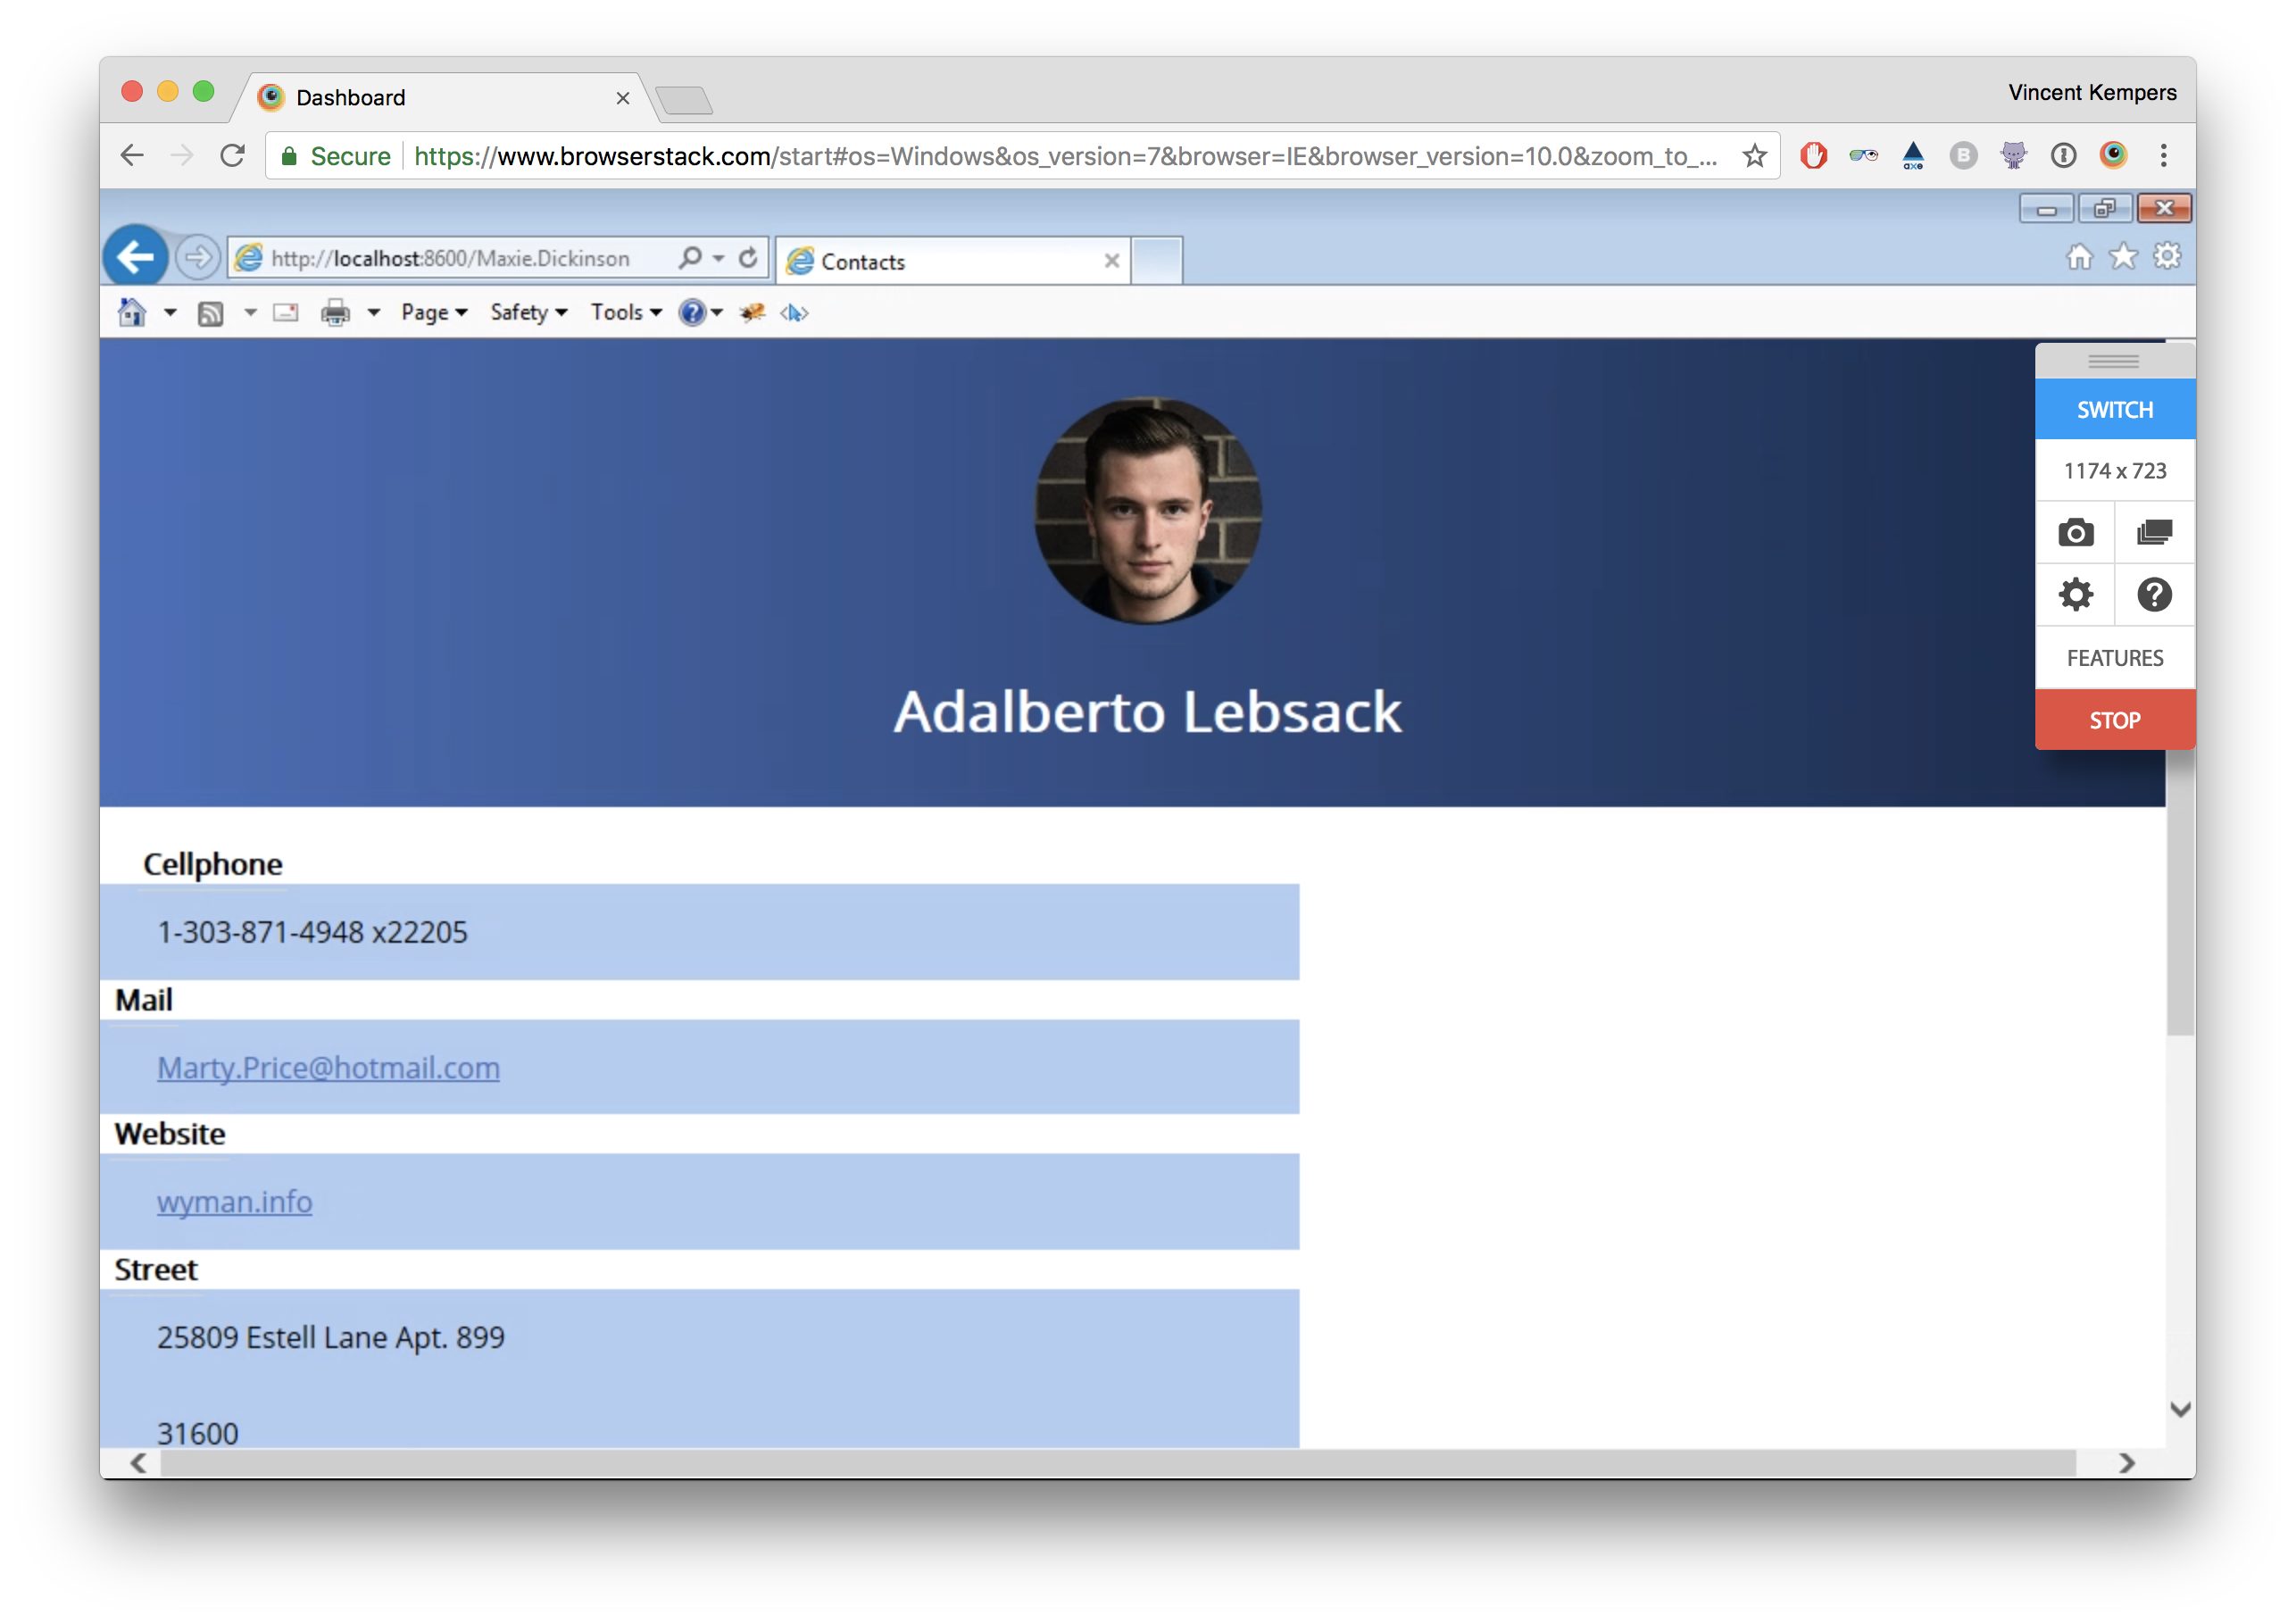 Dashboard
Vincent Kempers
Secure https://www.browserstack.com/start#os=Windows&os_version=7&browser=IE&browser_version=10.0&zoom_to_...
axe
B
http://localhost:8600/Maxie.Dickinson
Contacts
Page Safety Tools
SWITCH
1174 x 723
FEATURES
STOP
Adalberto Lebsack
Cellphone
1-303-871-4948 x22205
Mail
Marty.Price@hotmail.com
Website
wyman.info
Street
25809 Estell Lane Apt. 899
31600